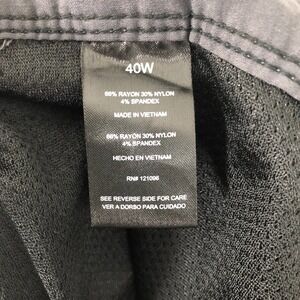 40W
66% RAYON 30% NYLON
4% SPANDEX
MADE IN VIETNAM
66% RAYON 30% NYLON
4% SPANDEX
HECHO EN VIETNAM
RN# 121096
SEE REVERSE SIDE FOR CARE
VER A DORSO PARA CUIDADO